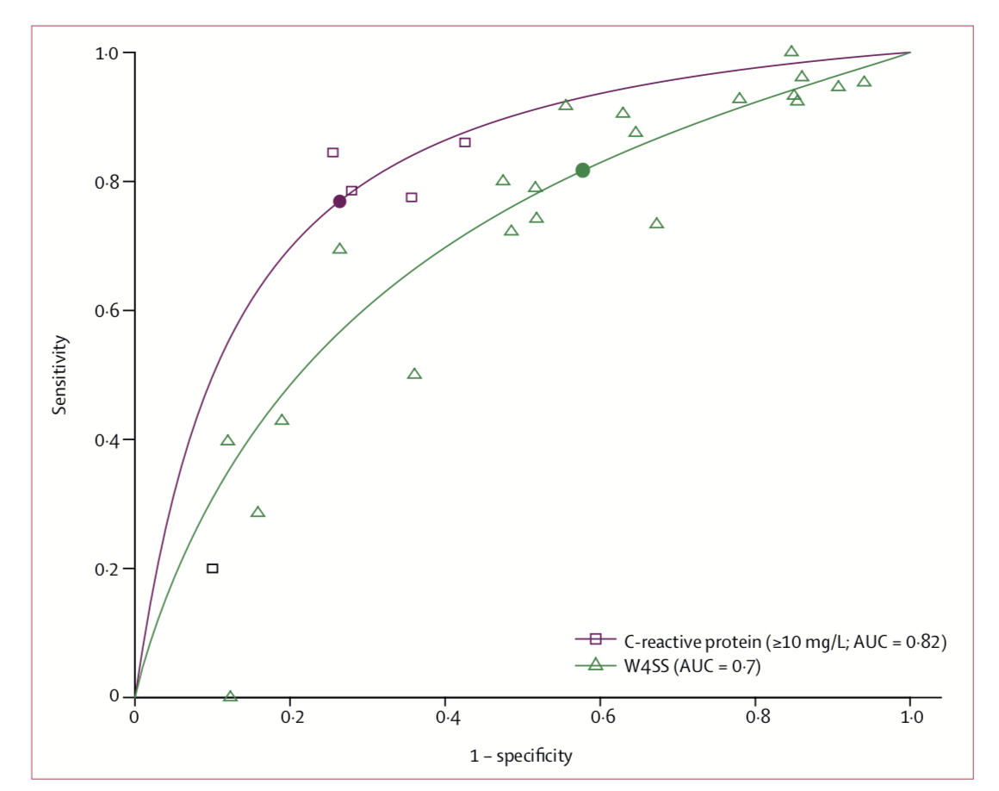 1·0
0·8
0·6
0·4
0·2
0
Sensitivity
C-reactive protein (≥10 mg/L; AUC = 0·82)
W4SS (AUC = 0·7)
0 0·2 0·4 0·6 0·8 1·0
1 – specificity